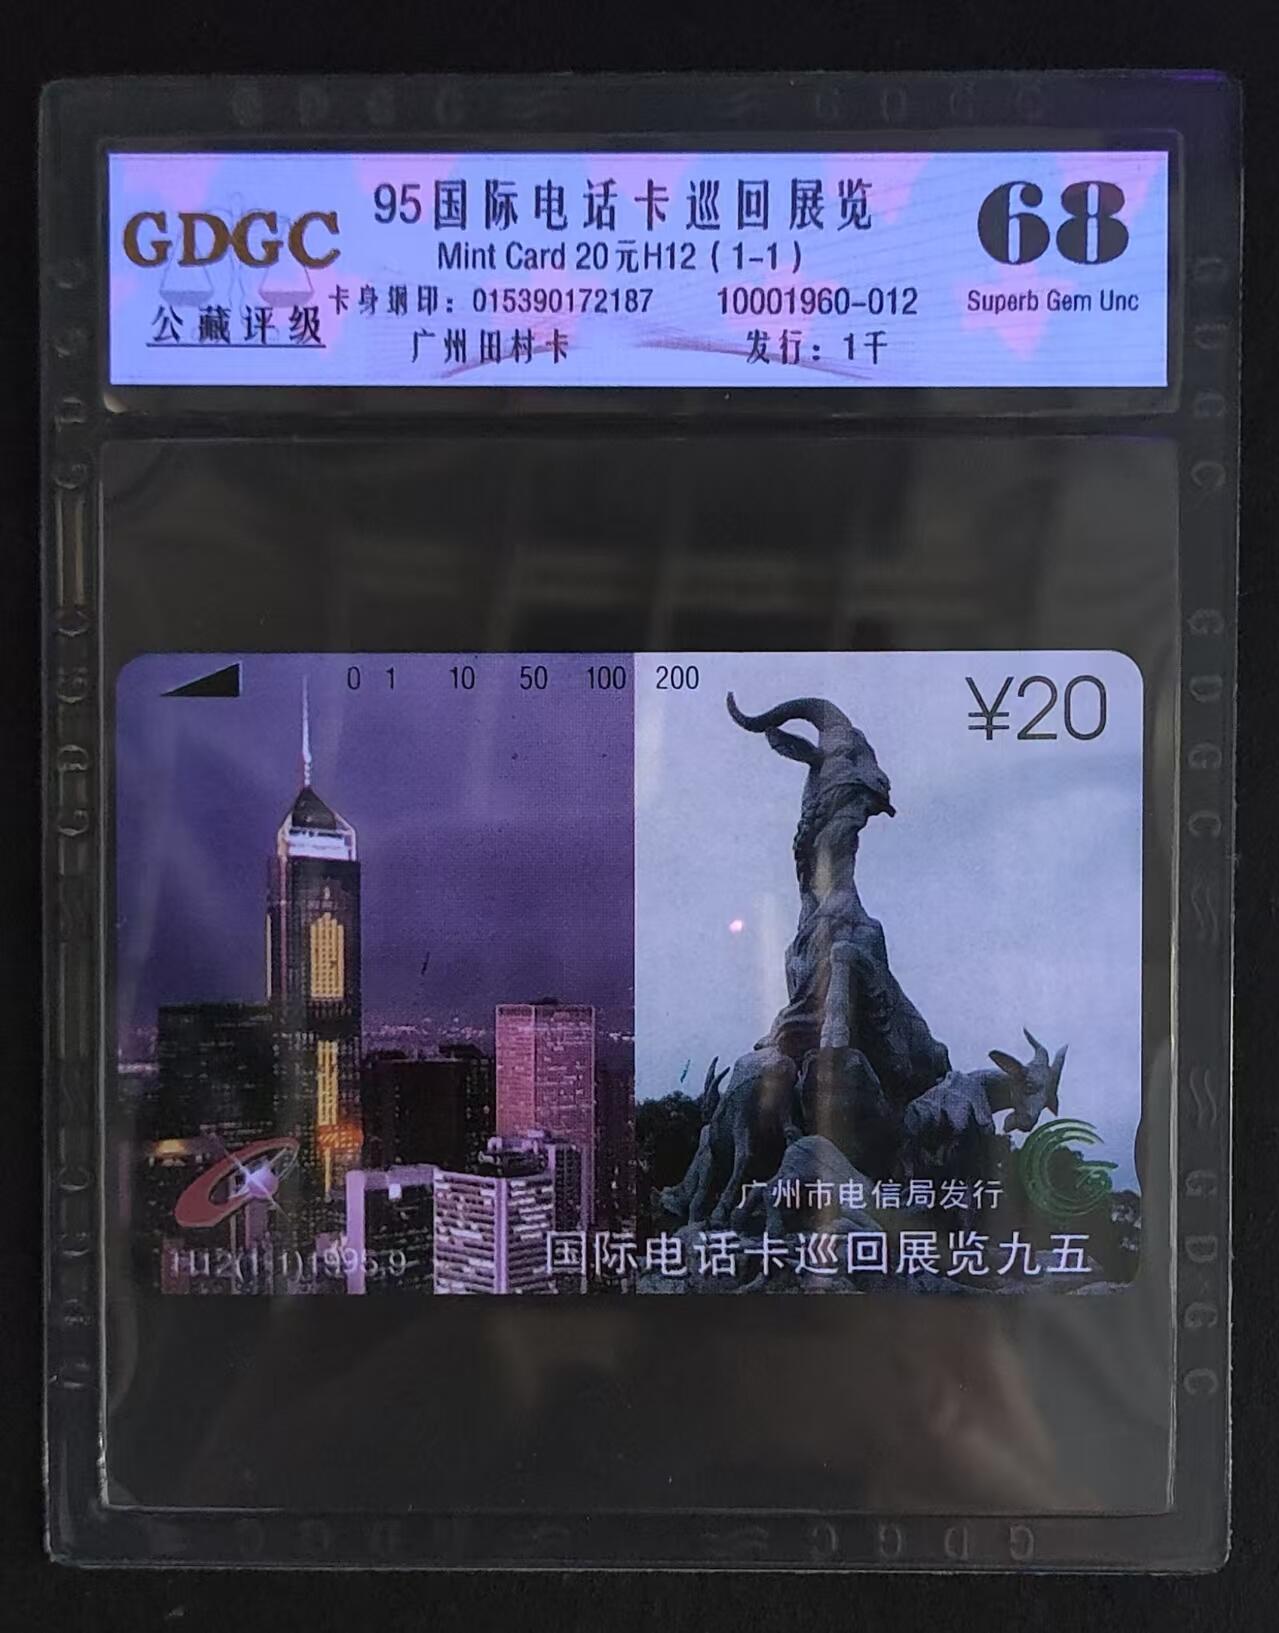 GDGC
公藏评级
95国际电话卡巡回展览
Mint Card 20元H12(1-1)
卡身钢印：015390172187
10001960-012
广州田村卡
发行：1千
68
Superb Gem Unc
0 1 10 50 100 200
¥20
广州市电信局发行
国际电话卡巡回展览九五
H12(1-1)1995.9